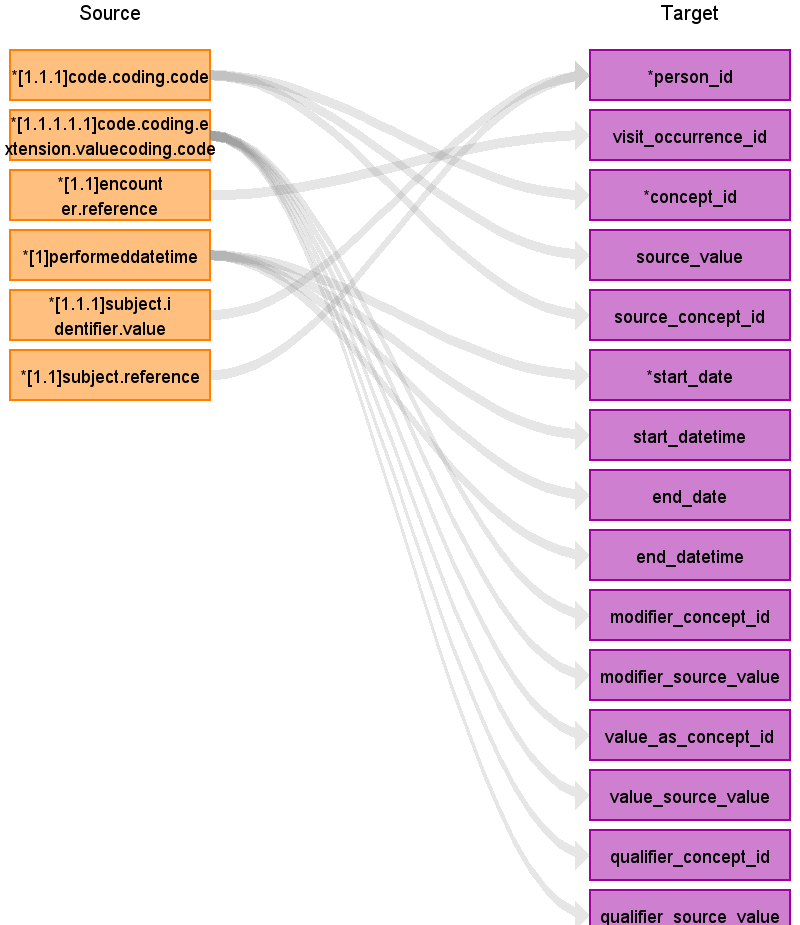 Source
Target
*[1.1.1]code.coding.code
*[1.1.1.1.1]code.coding.e
xtension.valuecoding.code
*[1.1]encount
er.reference
*[1]performeddatetime
*[1.1.1]subject.i
dentifier.value
*[1.1]subject.reference
*person_id
visit_occurrence_id
*concept_id
source_value
source_concept_id
*start_date
start_datetime
end_date
end_datetime
modifier_concept_id
modifier_source_value
value_as_concept_id
value_source_value
qualifier_concept_id
qualifier_source_value